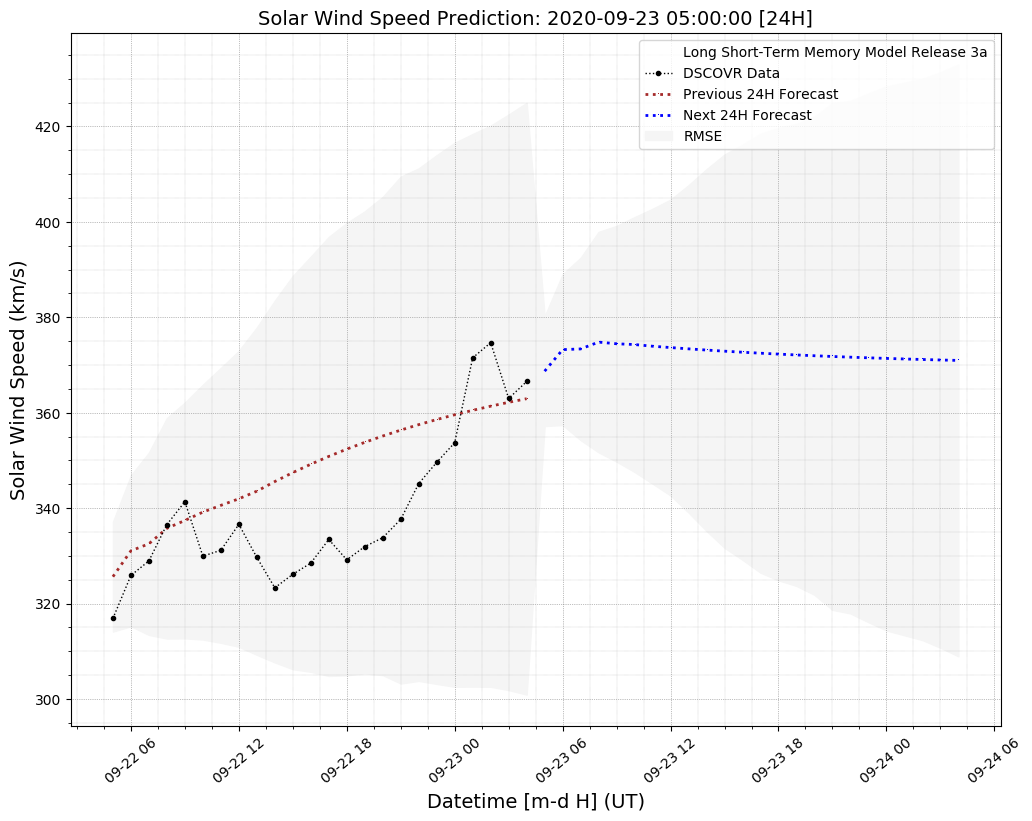 Solar Wind Speed Prediction: 2020-09-23 05:00:00 [24H]
Long Short-Term Memory Model Release 3a
DSCOVR Data
Previous 24H Forecast
Next 24H Forecast
RMSE
Solar Wind Speed (km/s)
420
400
380
360
340
320
300
09-22 06
09-22 12
09-22 18
09-23 00
09-23 06
09-23 12
09-23 18
09-24 00
09-24 06
Datetime [m-d H] (UT)